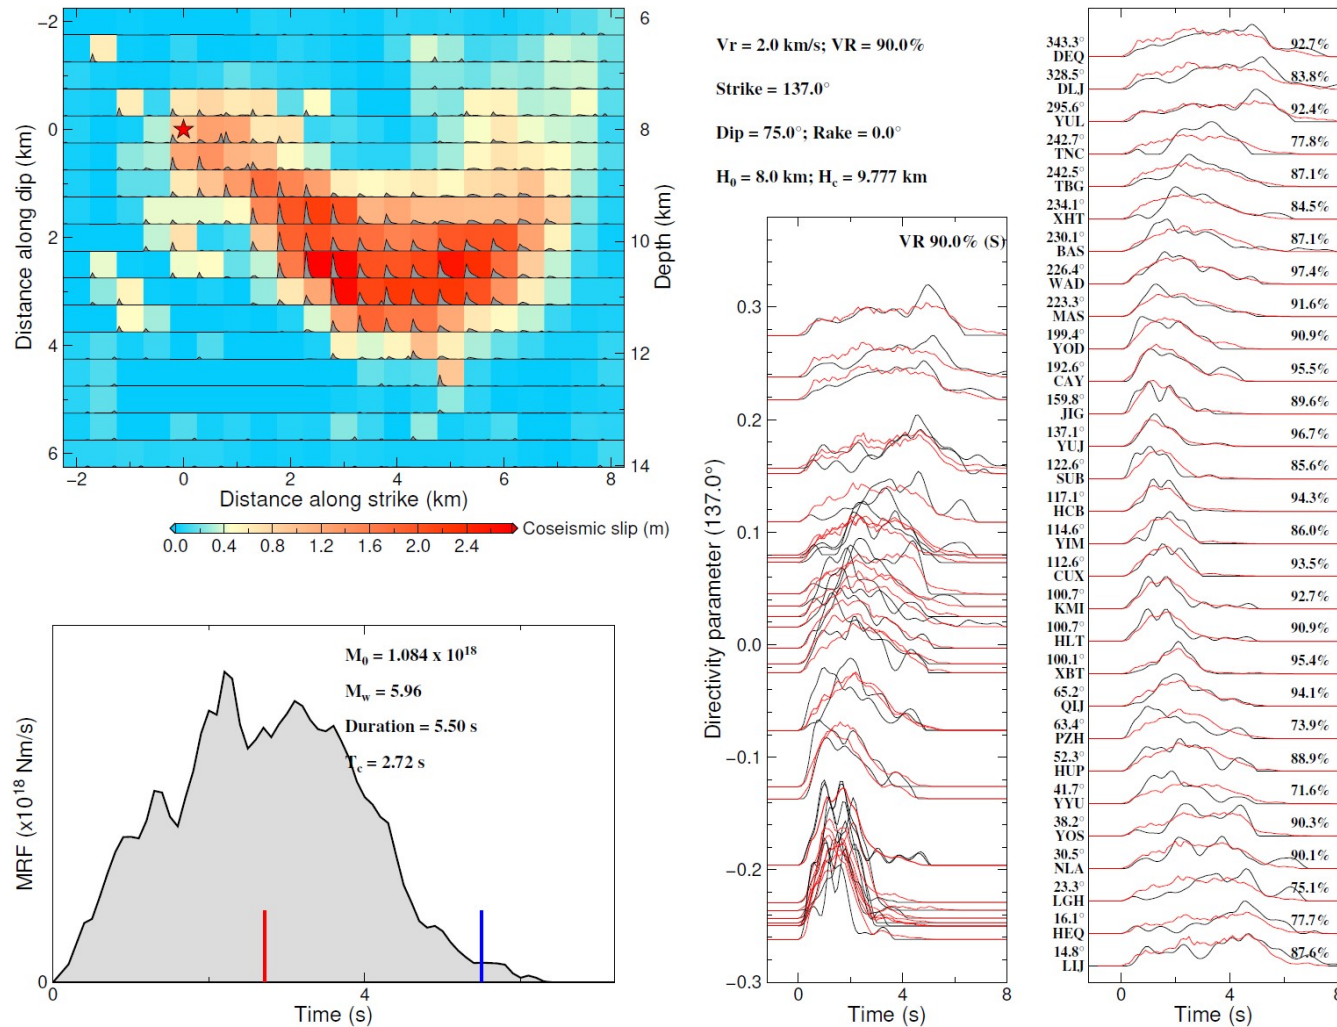 −2
0
2
4
6
Distance along dip (km)
6
8
10
12
14
Depth (km)
−2
0
2
4
6
8
Distance along strike (km)
0.0
0.4
0.8
1.2
1.6
2.0
2.4
Coseismic slip (m)
M0 = 1.084 x 10^18
Mw = 5.96
Duration = 5.50 s
Tc = 2.72 s
MRF (x10^18 Nm/s)
0
0
4
Time (s)
Vr = 2.0 km/s; VR = 90.0%
Strike = 137.0°
Dip = 75.0°; Rake = 0.0°
H0 = 8.0 km; Hc = 9.777 km
VR 90.0% (S)
0.3
0.2
0.1
0.0
−0.1
−0.2
−0.3
Directivity parameter (137.0°)
0
4
8
Time (s)
343.3° 92.7%
DEQ
328.5° 83.8%
DLJ
295.6° 92.4%
YUL
242.7° 77.8%
TNC
242.5° 87.1%
TBG
234.1° 84.5%
XHT
230.1° 87.1%
BAS
226.4° 97.4%
WAD
223.3° 91.6%
MAS
199.4° 90.9%
YOD
192.6° 95.5%
CAY
159.8° 89.6%
JIG
137.1° 96.7%
YUJ
122.6° 85.6%
SUB
117.1° 94.3%
HCB
114.6° 86.0%
YIM
112.6° 93.5%
CUX
100.7° 92.7%
KMI
100.7° 90.9%
HLT
100.1° 95.4%
XBT
65.2° 94.1%
QIJ
63.4° 73.9%
PZH
52.3° 88.9%
HUP
41.7° 71.6%
YYU
38.2° 90.3%
YOS
30.5° 90.1%
NLA
23.3° 75.1%
LGH
16.1° 77.7%
HEQ
14.8° 87.6%
LIJ
0
4
8
Time (s)